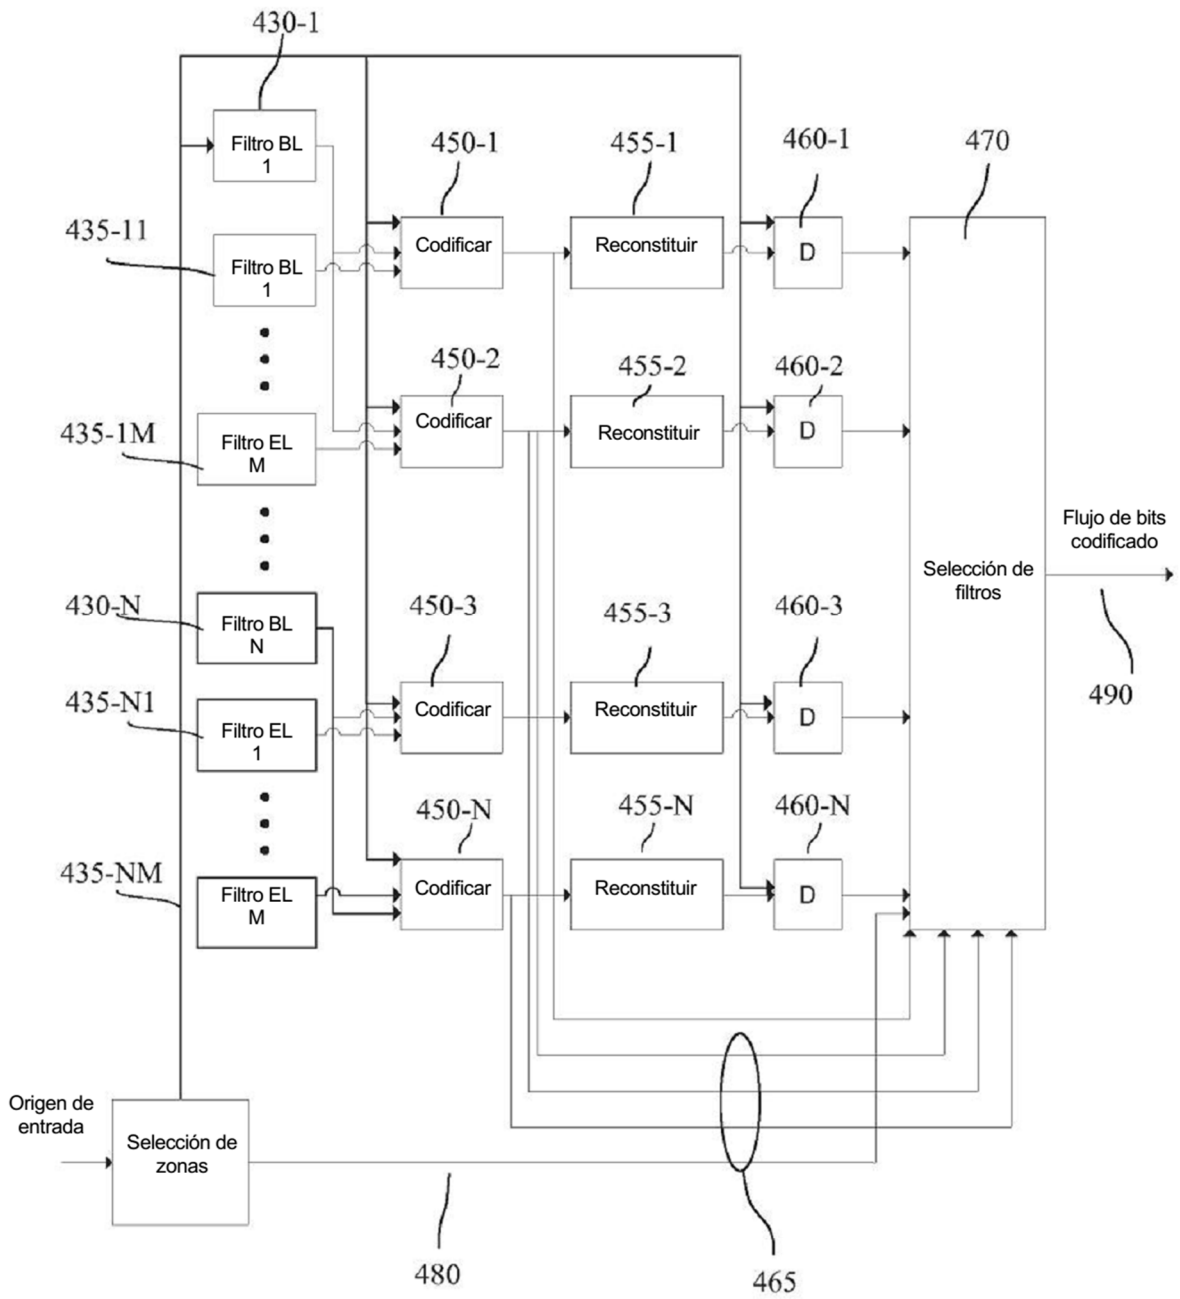 430-1
Filtro BL
1
450-1
455-1
460-1
470
435-11
Filtro BL
1
Codificar
Reconstituir
D
450-2
455-2
460-2
435-1M
Filtro EL
M
Codificar
Reconstituir
D
Flujo de bits
codificado
Selección de
filtros
430-N
Filtro BL
N
450-3
455-3
460-3
490
435-N1
Filtro EL
1
Codificar
Reconstituir
D
450-N
455-N
460-N
435-NM
Filtro EL
M
Codificar
Reconstituir
D
Origen de
entrada
Selección de
zonas
480
465